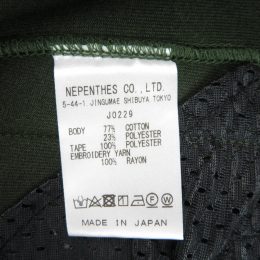 NEPENTHES CO., LTD.
5-44-1. JINGUMAE SHIBUYA TOKYO
J0229
BODY 77% COTTON
23% POLYESTER
TAPE 100% POLYESTER
EMBROIDERY YARN
100% RAYON
MADE IN JAPAN